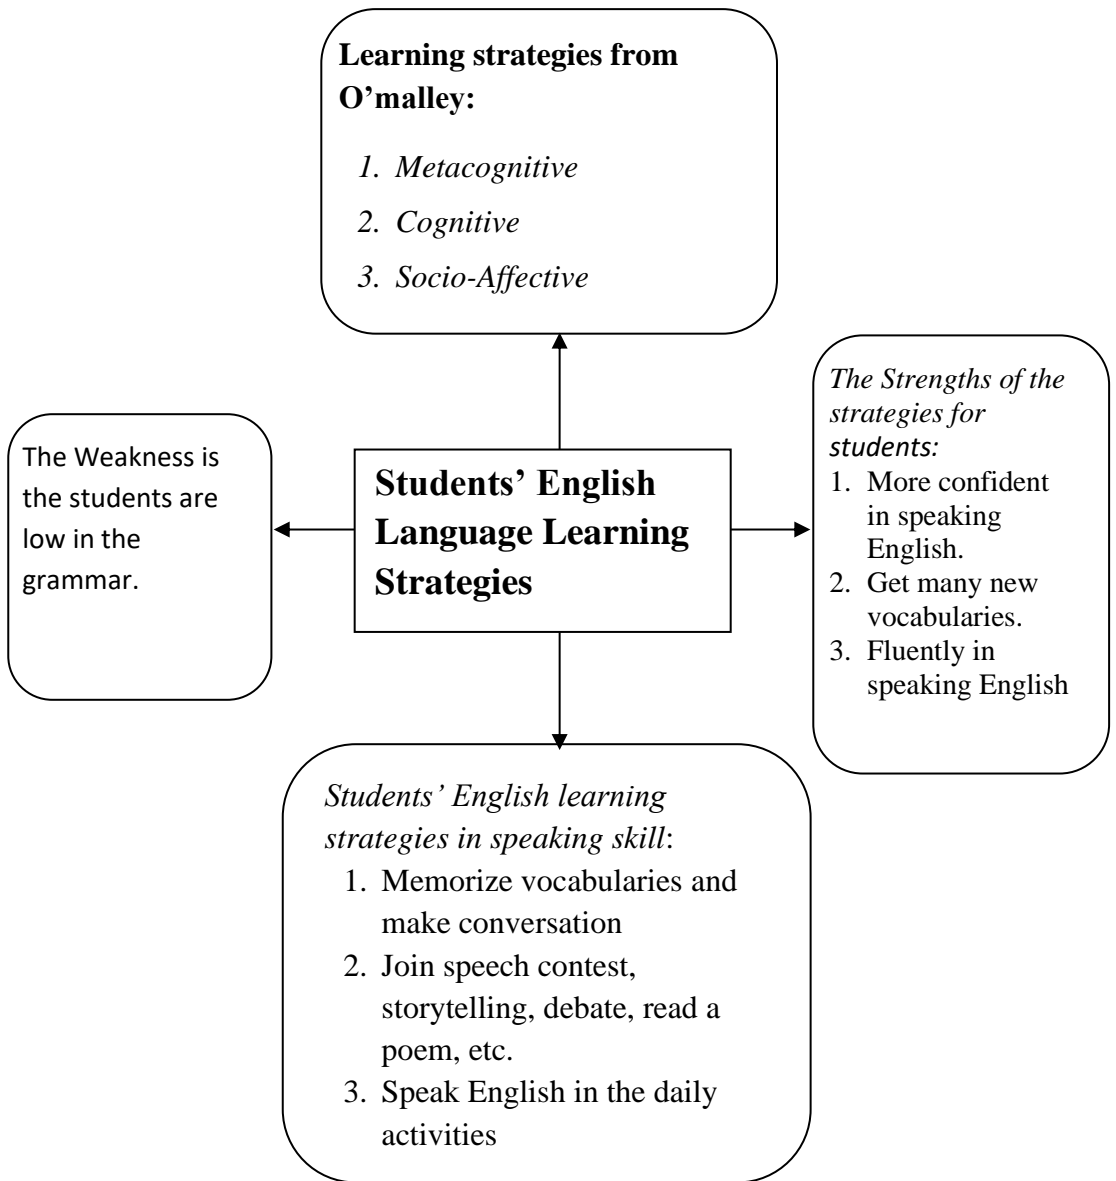 Learning strategies from
O’malley:
1. Metacognitive
2. Cognitive
3. Socio-Affective
The Weakness is
the students are
low in the
grammar.
Students’ English
Language Learning
Strategies
The Strengths of the
strategies for
students:
1. More confident
in speaking
English.
2. Get many new
vocabularies.
3. Fluently in
speaking English
Students’ English learning
strategies in speaking skill:
1. Memorize vocabularies and
make conversation
2. Join speech contest,
storytelling, debate, read a
poem, etc.
3. Speak English in the daily
activities